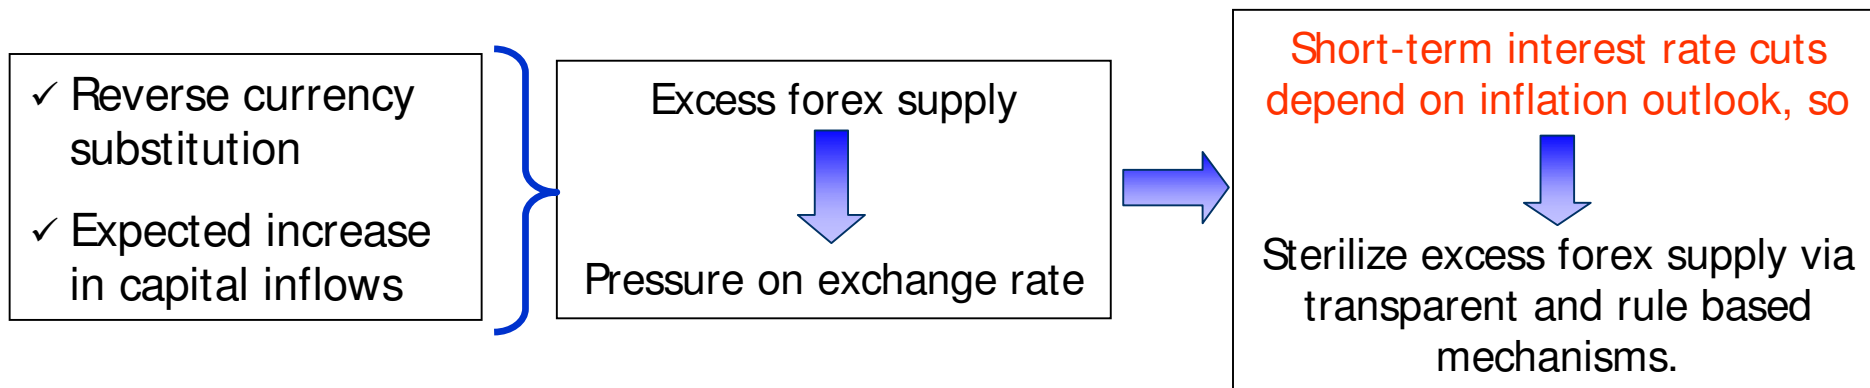 ✓ Reverse currency
substitution
✓ Expected increase
in capital inflows
Excess forex supply
Pressure on exchange rate
Short-term interest rate cuts
depend on inflation outlook, so
Sterilize excess forex supply via
transparent and rule based
mechanisms.